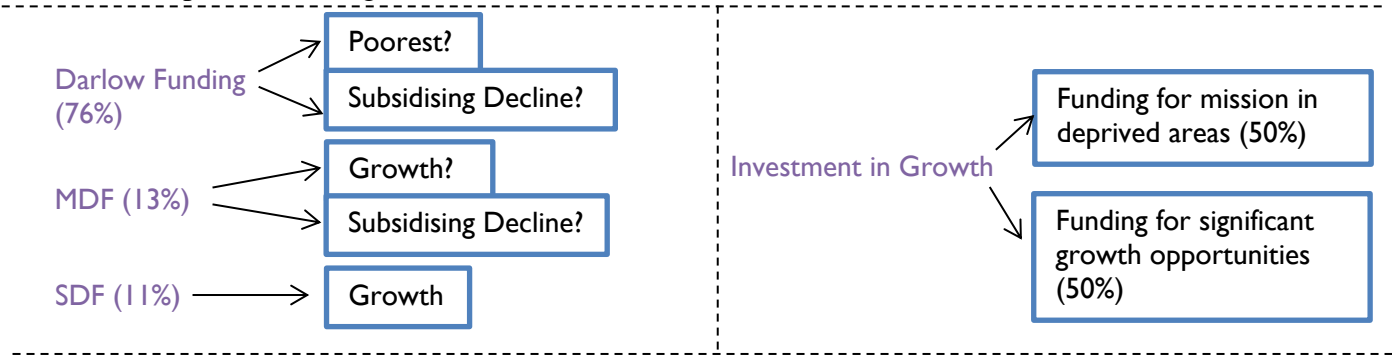 Darlow Funding
(76%)
Poorest?
Subsidising Decline?
MDF (13%)
Growth?
Subsidising Decline?
SDF (11%)
Growth
Investment in Growth
Funding for mission in
deprived areas (50%)
Funding for significant
growth opportunities
(50%)